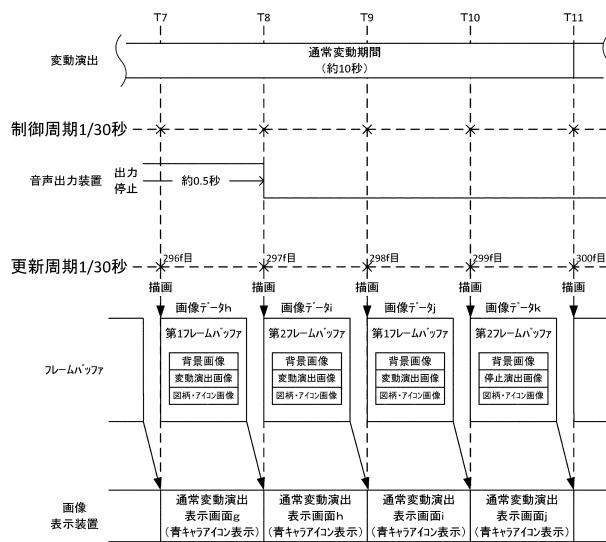 T7 T8 T9 T10 T11
変動演出
通常変動期間
(約10秒)
制御周期1/30秒
音声出力装置
出力
停止
約0.5秒
更新周期1/30秒
296f目 297f目 298f目 299f目 300f目
描画 描画 描画 描画 描画
画像データh 画像データi 画像データj 画像データk
フレームバッファ
第1フレームバッファ 第2フレームバッファ 第1フレームバッファ 第2フレームバッファ
背景画像 背景画像 背景画像 背景画像
変動演出画像 変動演出画像 変動演出画像 停止演出画像
図柄・アイコン画像 図柄・アイコン画像 図柄・アイコン画像 図柄・アイコン画像
画像
表示装置
通常変動演出 通常変動演出 通常変動演出 通常変動演出
表示画面g 表示画面h 表示画面i 表示画面j
(青キャラアイコン表示) (青キャラアイコン表示) (青キャラアイコン表示) (青キャラアイコン表示)